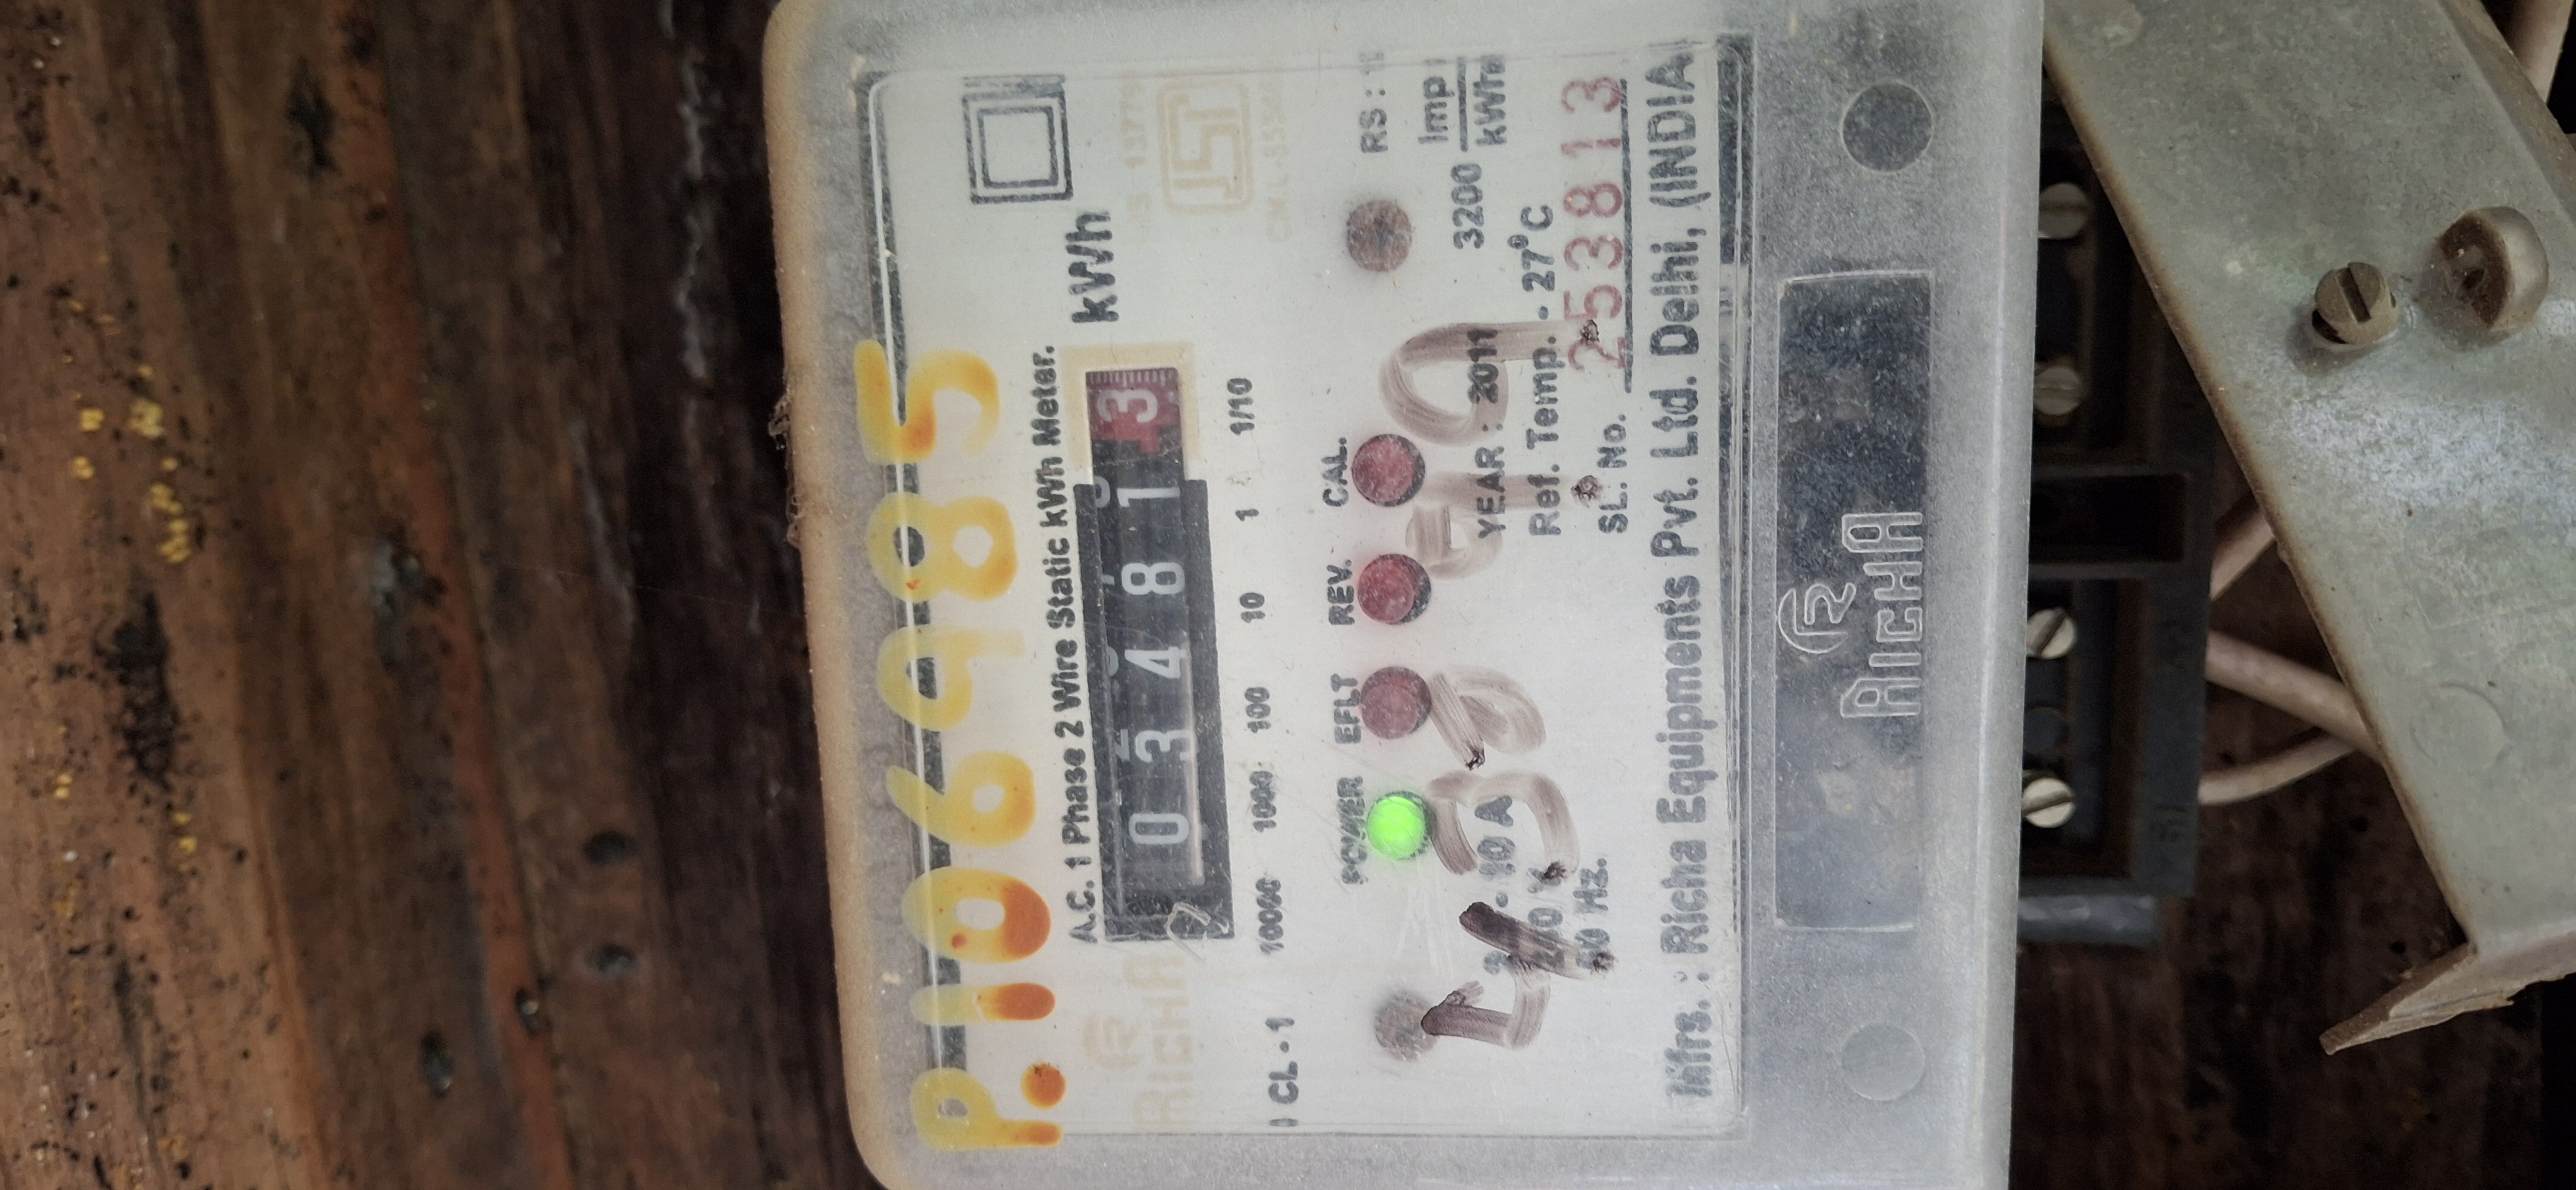 P.106985
A.C. 1 Phase 2 Wire Static kWh Meter.
0 3 4 8 1 3 kWh
10000 1000 100 10 1 1/10
RICHA
CL - 1
POWER EFLT REV. CAL.
RS :
3200 Imp / kWh
YEAR : 2011
Ref. Temp. - 27°C
50 Hz.
SL. No. 2538813
Mfrs. : Richa Equipments Pvt. Ltd. Delhi, (INDIA
RICHA